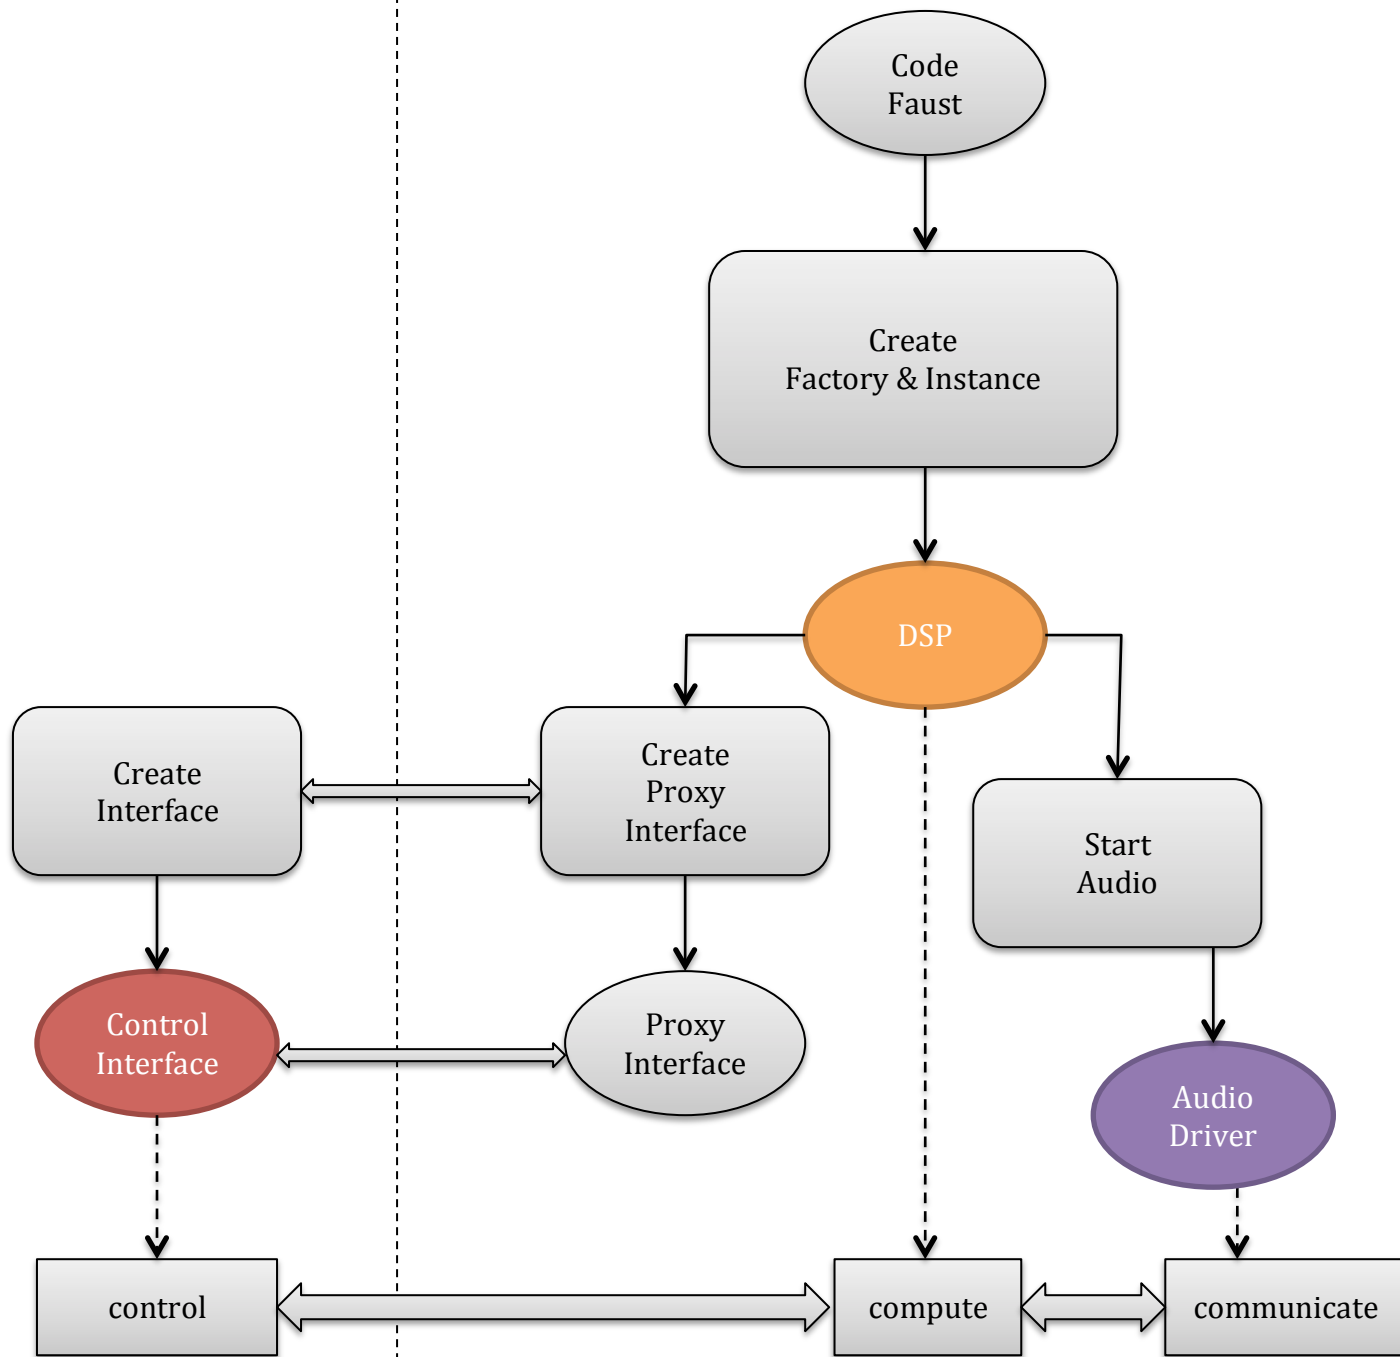 Code
Faust
Create
Factory & Instance
DSP
Create
Interface
Create
Proxy
Interface
Start
Audio
Control
Interface
Proxy
Interface
Audio
Driver
control
compute
communicate